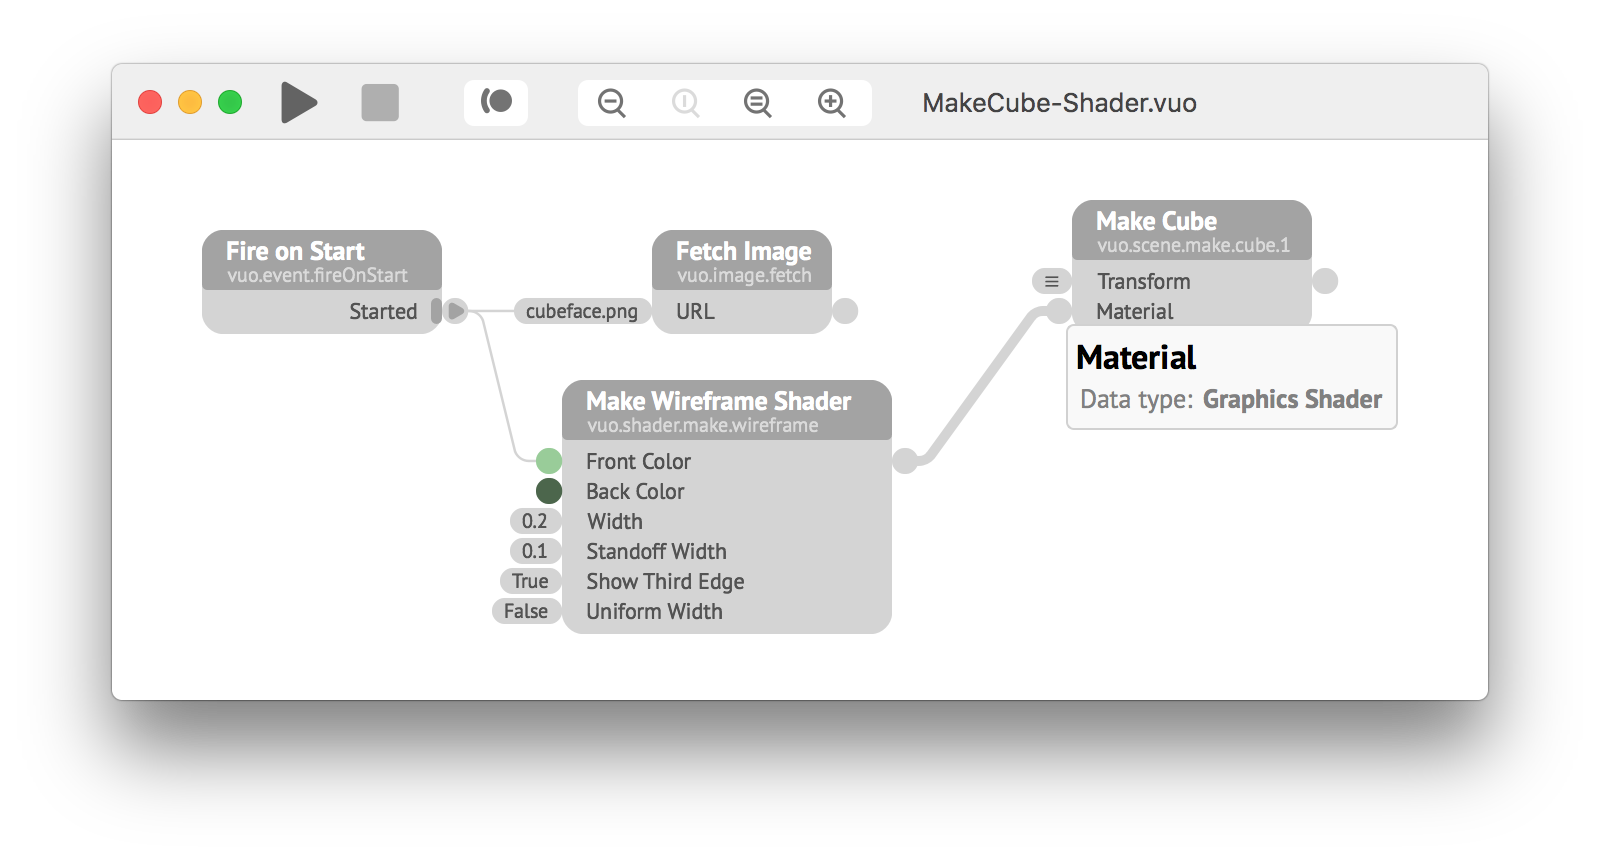 MakeCube-Shader.vuo
Fire on Start
vuo.event.fireOnStart
Started
cubeface.png
Fetch Image
vuo.image.fetch
URL
Make Cube
vuo.scene.make.cube.1
Transform
Material
Material
Data type: Graphics Shader
Make Wireframe Shader
vuo.shader.make.wireframe
Front Color
Back Color
0.2 Width
0.1 Standoff Width
True Show Third Edge
False Uniform Width